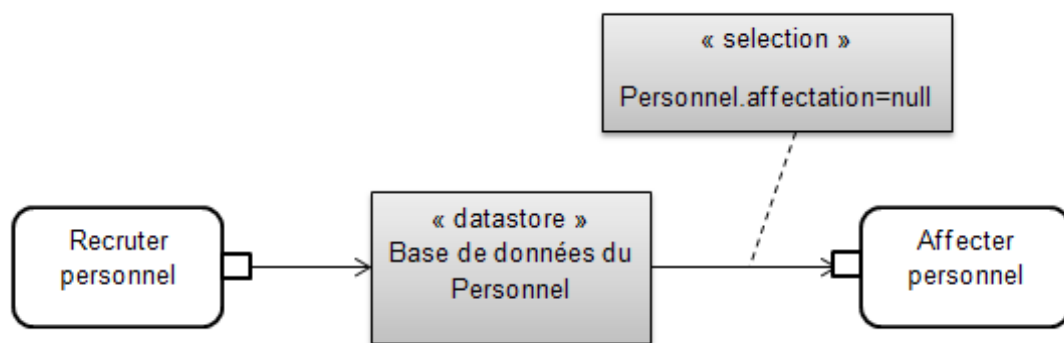 « selection »
Personnel.affectation=null
Recruter
personnel
« datastore »
Base de données du
Personnel
Affecter
personnel